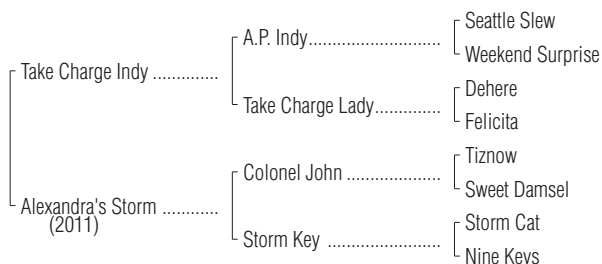 Seattle Slew
A.P. Indy..............................
Weekend Surprise
Take Charge Indy .............
Dehere
Take Charge Lady...............
Felicita
Tiznow
Colonel John .....................
Sweet Damsel
Alexandra's Storm ...........
(2011)
Storm Cat
Storm Key .........................
Nine Keys